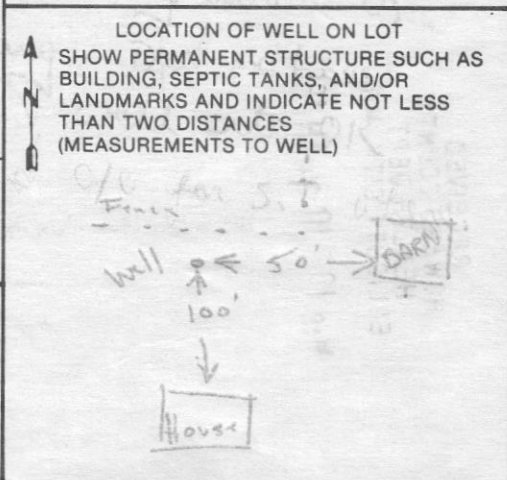 LOCATION OF WELL ON LOT
SHOW PERMANENT STRUCTURE SUCH AS
BUILDING, SEPTIC TANKS, AND/OR
N LANDMARKS AND INDICATE NOT LESS
THAN TWO DISTANCES
(MEASUREMENTS TO WELL)
O/C for S.T
Fence
Well 50' BARN
100'
House